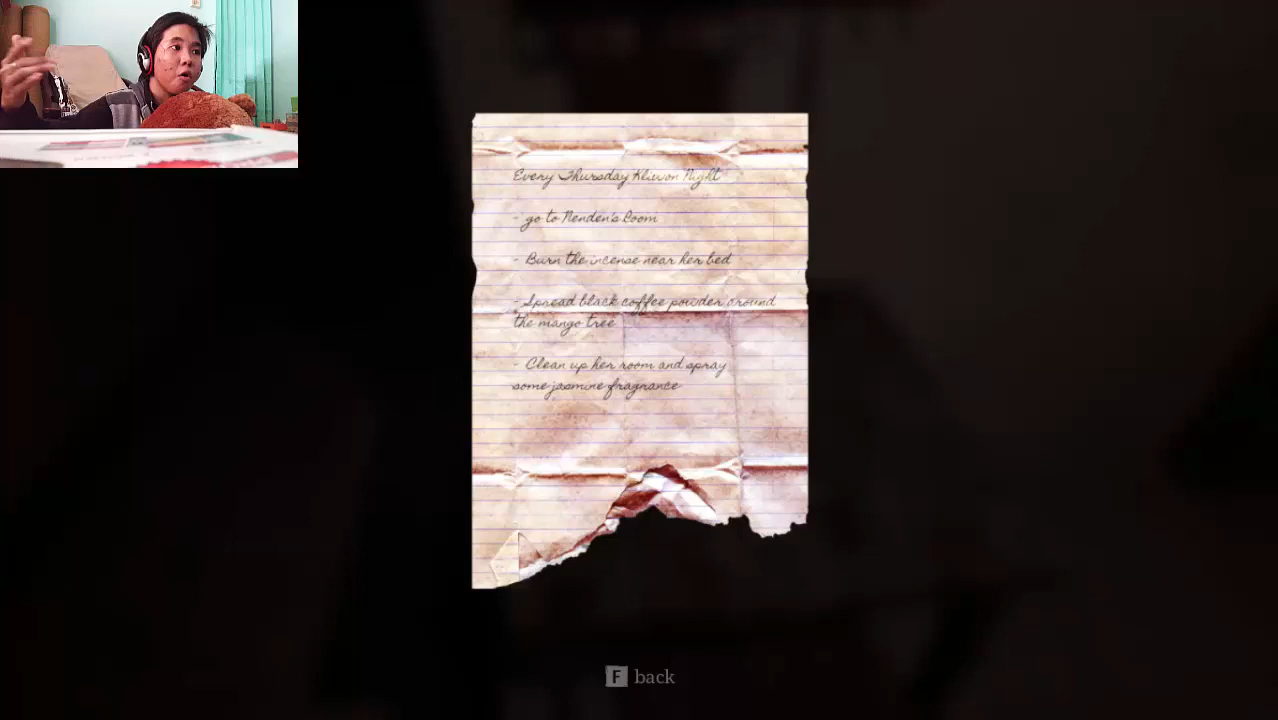 Every Thursday Kliwon Night
- go to Nenden's Room
- Burn the incense near her bed
- Spread black coffee powder around
the mango tree
- Clean up her room and spray
some jasmine fragrance
F back